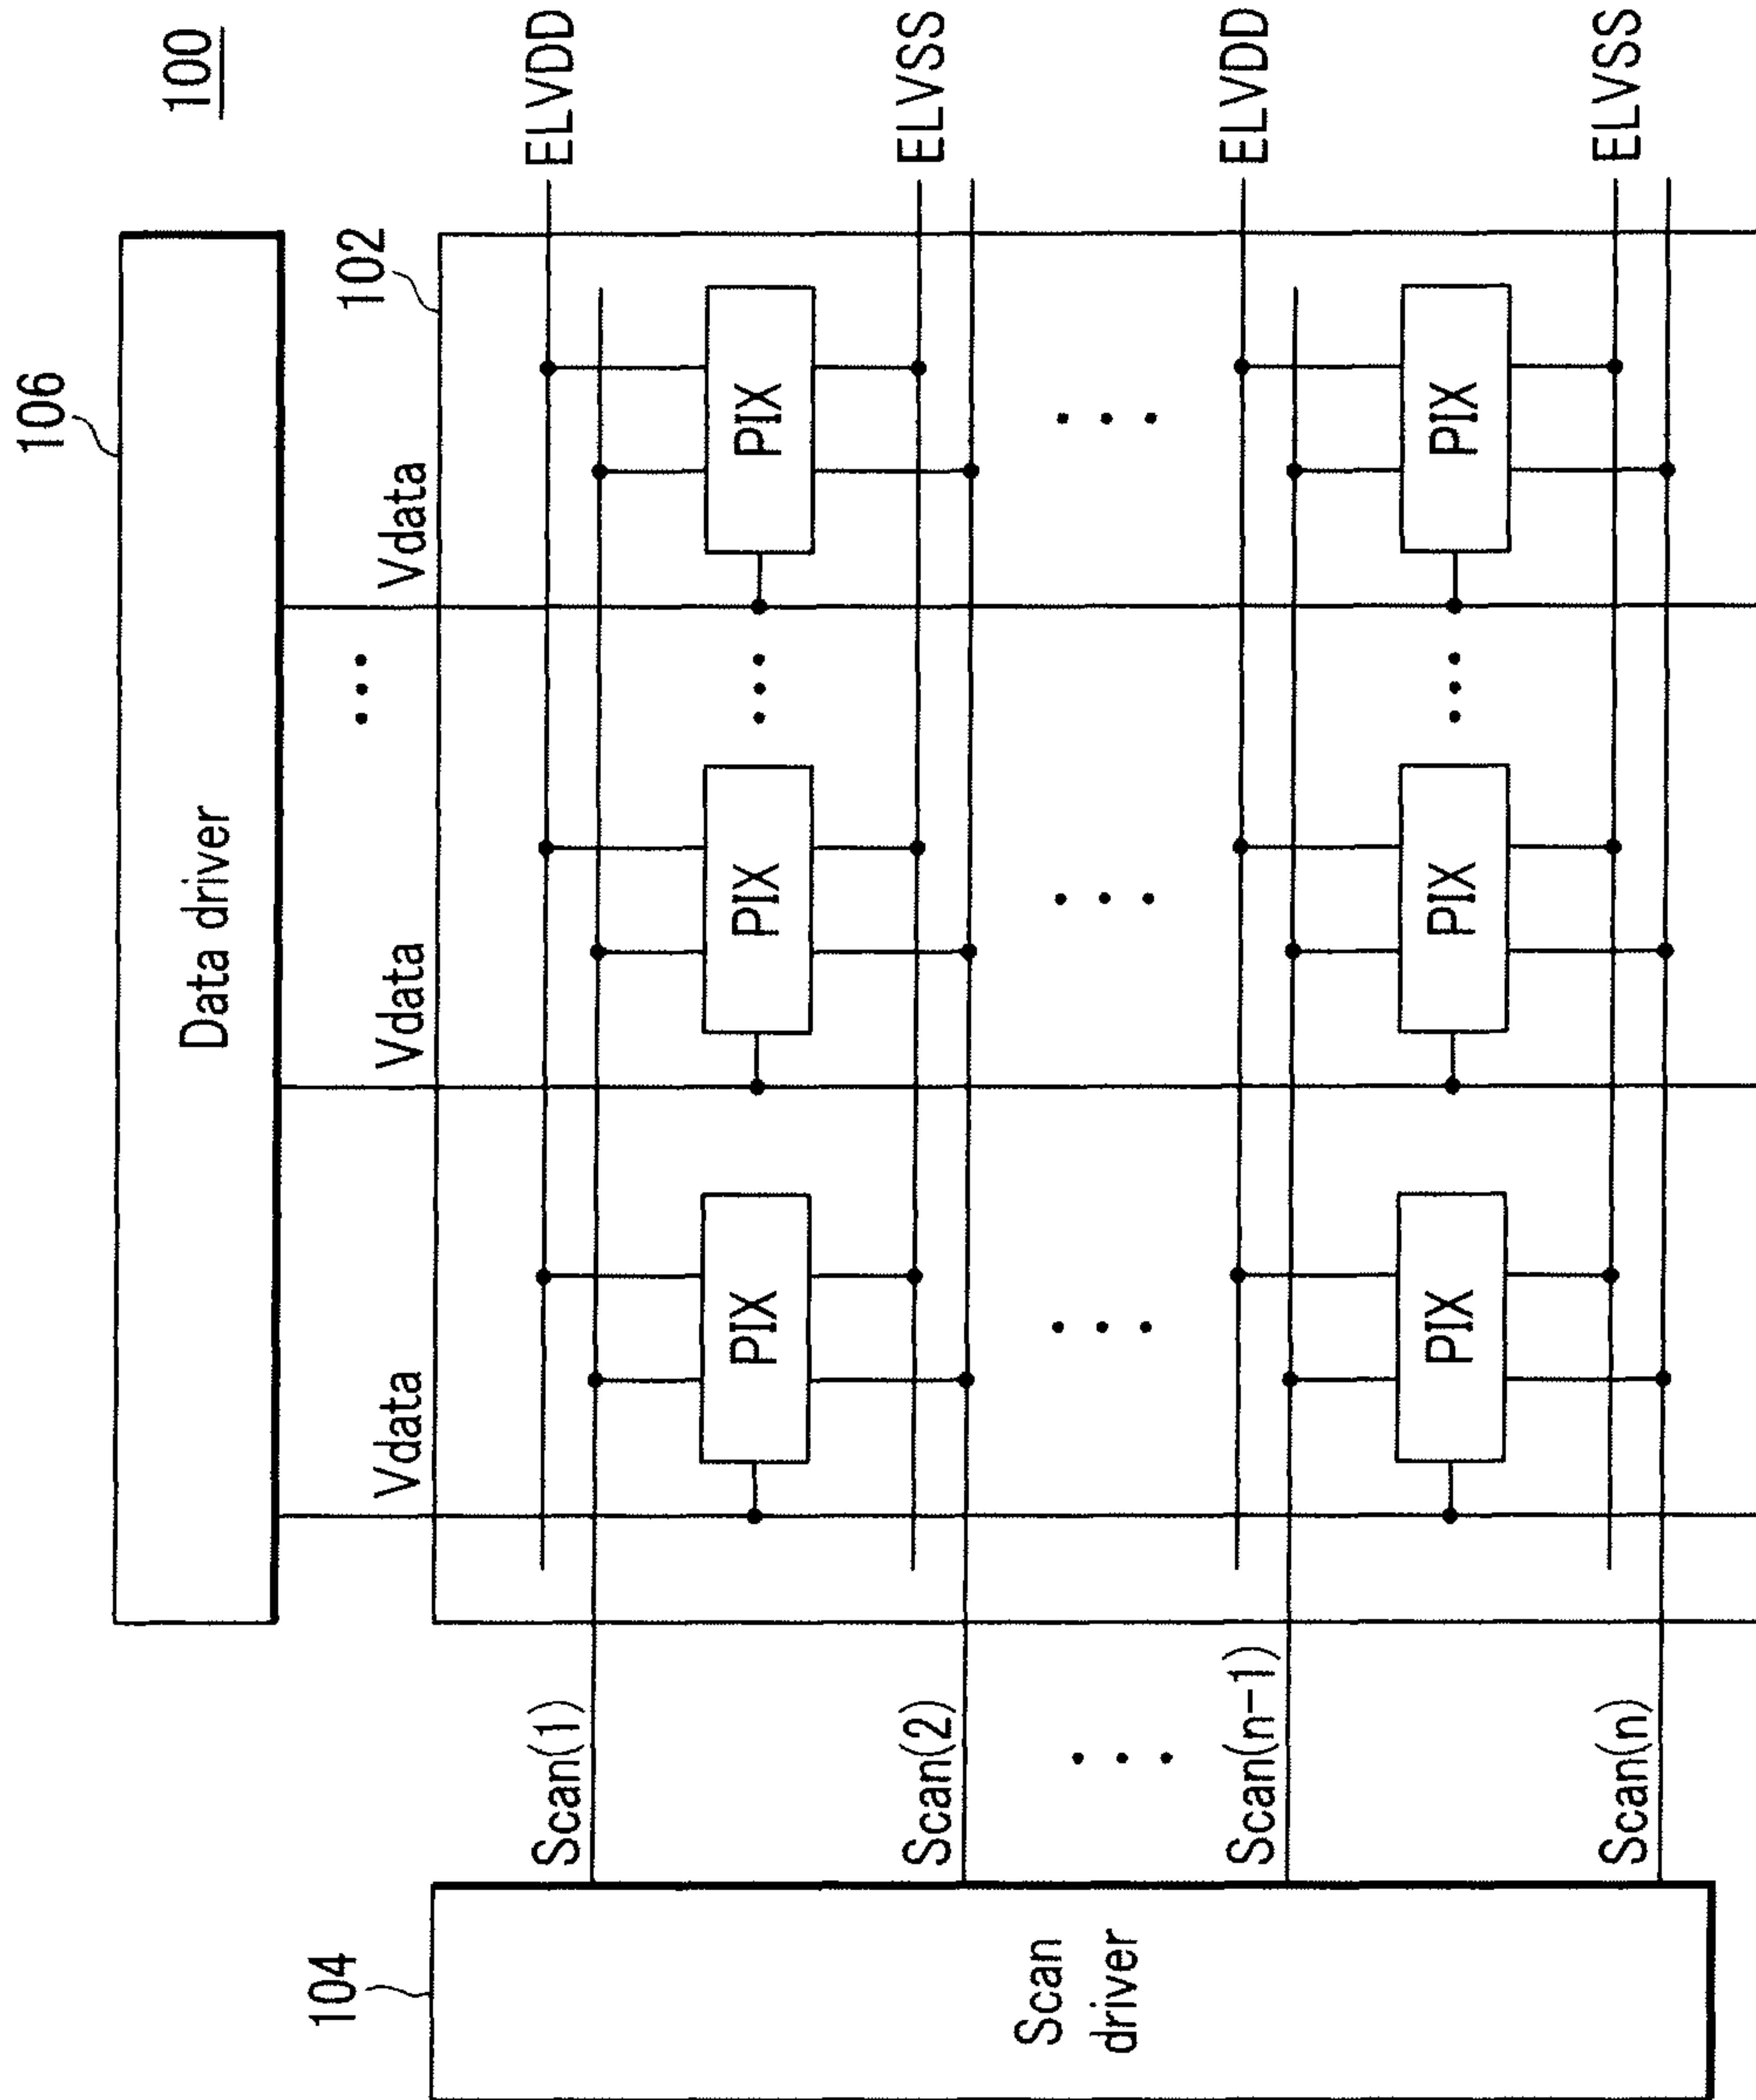 100
106
Data driver
102
Vdata
Vdata
Vdata
ELVDD
Scan(1)
PIX
PIX
PIX
ELVSS
Scan(2)
ELVDD
Scan(n-1)
PIX
PIX
PIX
ELVSS
Scan(n)
104
Scan
driver